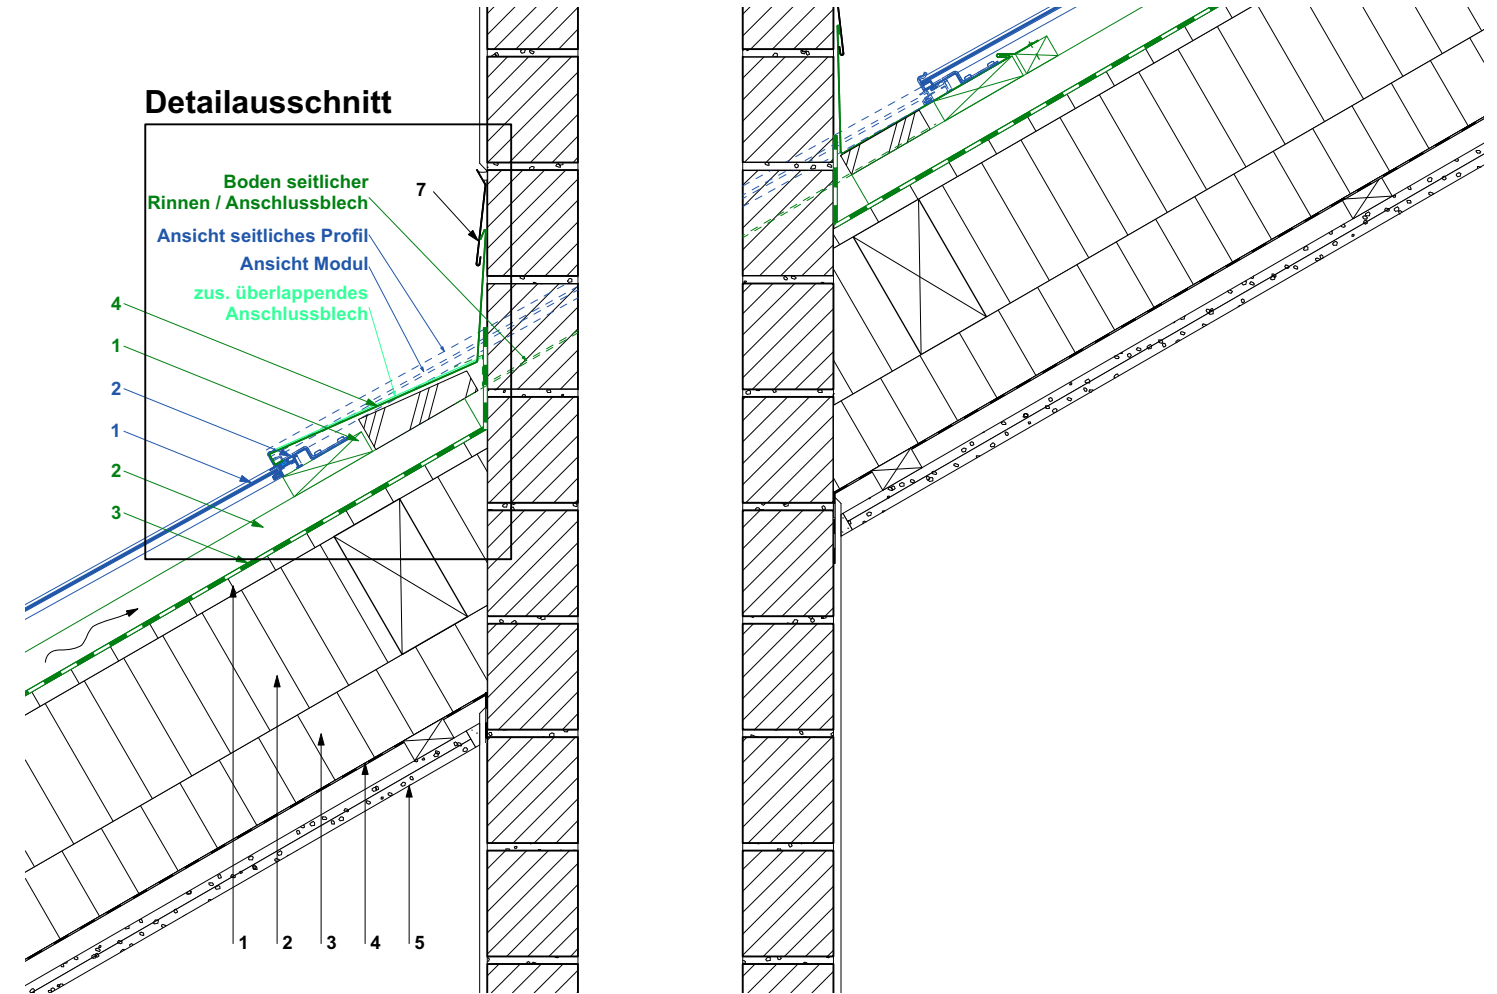 Detailausschnitt
Boden seitlicher
Rinnen / Anschlussblech
7
Ansicht seitliches Profil
Ansicht Modul
zus. überlappendes
Anschlussblech
4
1
2
1
2
3
1 2 3 4 5